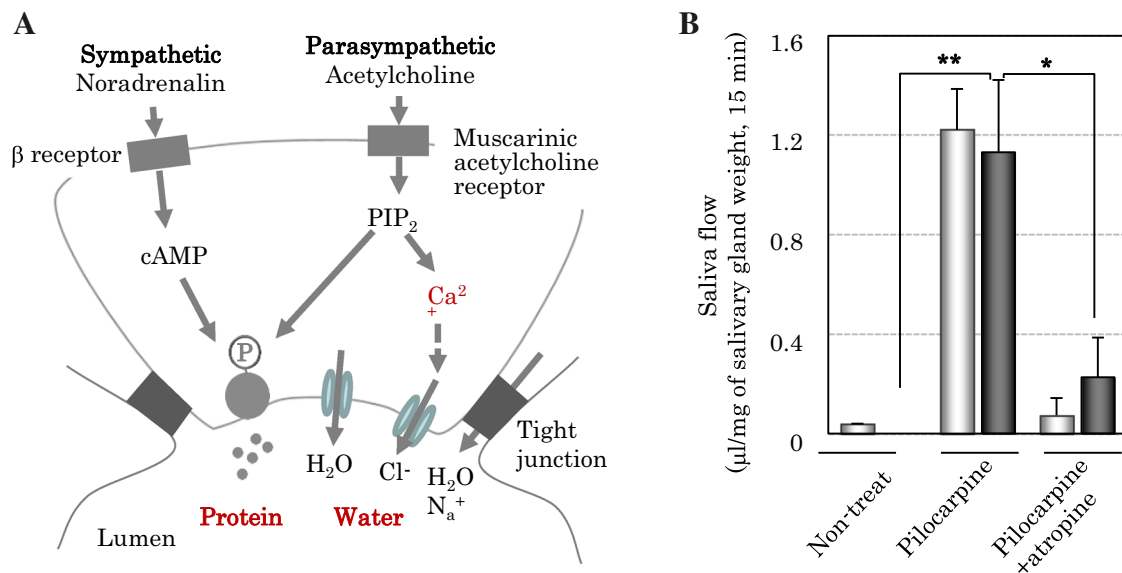 A
Sympathetic
Noradrenalin
Parasympathetic
Acetylcholine
β receptor
Muscarinic
acetylcholine
receptor
PIP₂
cAMP
Ca²
+
P
Tight
junction
H₂O
Cl-
H₂O
Nₐ⁺
Protein
Water
Lumen
B
Saliva flow
(μl/mg of salivary gland weight, 15 min)
1.6
1.2
0.8
0.4
0
**
*
Non-treat
Pilocarpine
Pilocarpine
+atropine